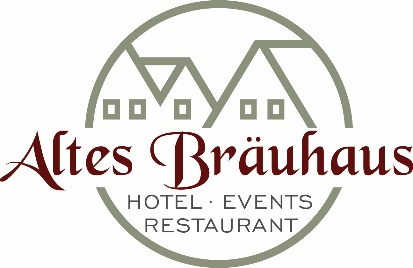 Altes Bräuhaus
HOTEL · EVENTS
RESTAURANT